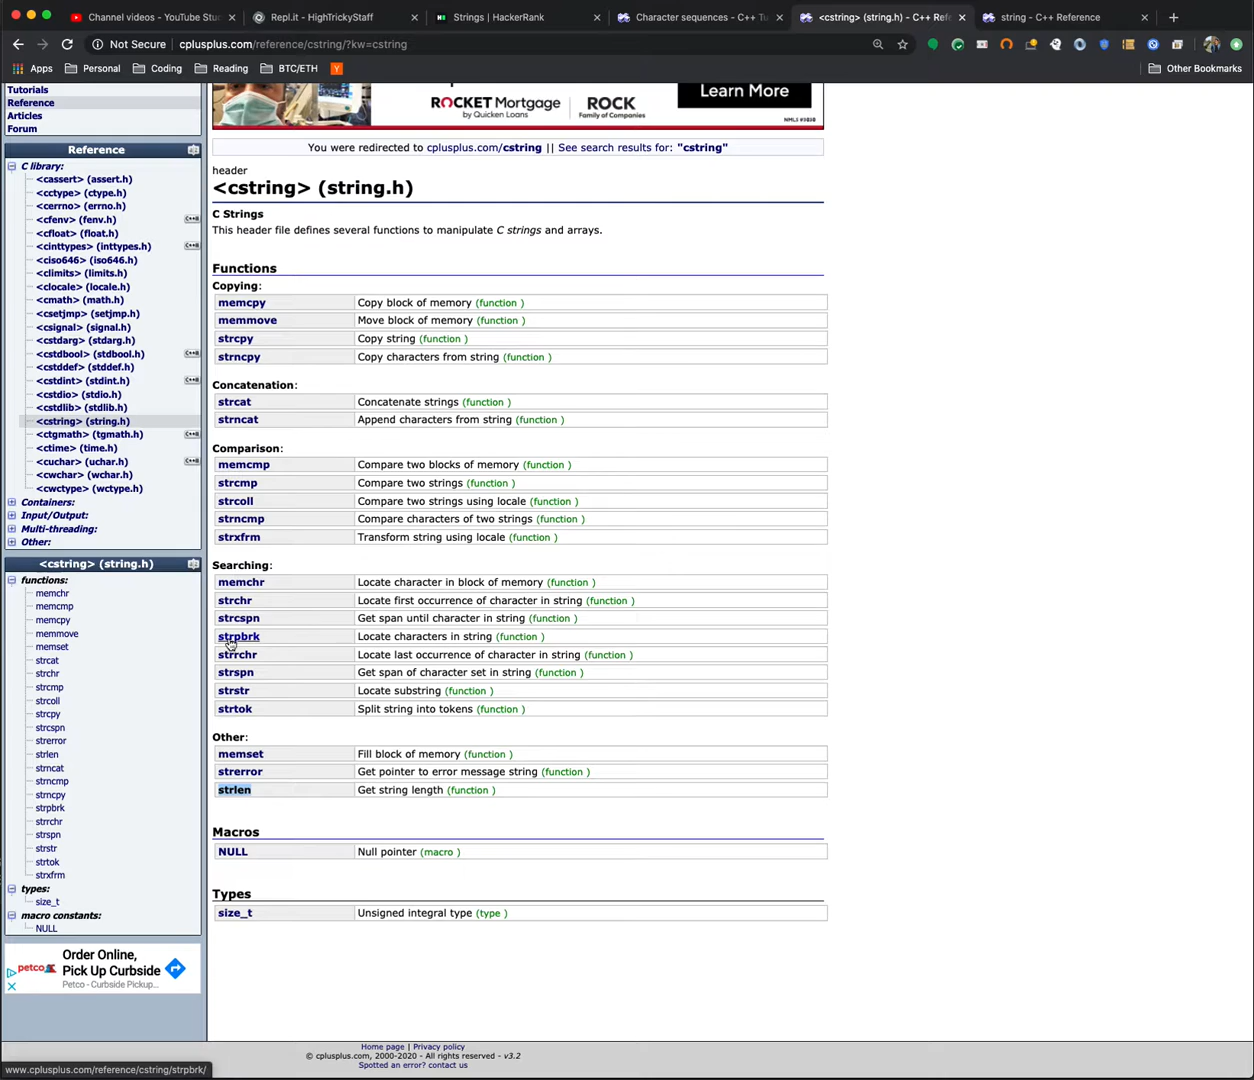 Channel videos - YouTube Stu
Repl.it - HighTrickyStaff
Strings | HackerRank
Character sequences - C++ Tu
<cstring> (string.h) - C++ Ref
string - C++ Reference
Not Secure
cplusplus.com/reference/cstring/?kw=cstring
Apps
Personal
Coding
Reading
BTC/ETH
Other Bookmarks
Tutorials
Reference
Articles
Forum
Reference
C library:
<cassert> (assert.h)
<cctype> (ctype.h)
<cerrno> (errno.h)
<cfenv> (fenv.h)
<cfloat> (float.h)
<cinttypes> (inttypes.h)
<ciso646> (iso646.h)
<climits> (limits.h)
<clocale> (locale.h)
<cmath> (math.h)
<csetjmp> (setjmp.h)
<csignal> (signal.h)
<cstdarg> (stdarg.h)
<cstdbool> (stdbool.h)
<cstddef> (stddef.h)
<cstdint> (stdint.h)
<cstdio> (stdio.h)
<cstdlib> (stdlib.h)
<cstring> (string.h)
<ctgmath> (tgmath.h)
<ctime> (time.h)
<cuchar> (uchar.h)
<cwchar> (wchar.h)
<cwctype> (wctype.h)
Containers:
Input/Output:
Multi-threading:
Other:
<cstring> (string.h)
functions:
memchr
memcmp
memcpy
memmove
memset
strcat
strchr
strcmp
strcoll
strcpy
strcspn
strerror
strlen
strncat
strncmp
strncpy
strpbrk
strrchr
strspn
strstr
strtok
strxfrm
types:
size_t
macro constants:
NULL
petco
Order Online,
Pick Up Curbside
Petco - Curbside Pickup...
ROCKET Mortgage
by Quicken Loans
ROCK
Family of Companies
Learn More
You were redirected to cplusplus.com/cstring || See search results for: "cstring"
header
<cstring> (string.h)
C Strings
This header file defines several functions to manipulate C strings and arrays.
Functions
Copying:
memcpy Copy block of memory (function )
memmove Move block of memory (function )
strcpy Copy string (function )
strncpy Copy characters from string (function )
Concatenation:
strcat Concatenate strings (function )
strncat Append characters from string (function )
Comparison:
memcmp Compare two blocks of memory (function )
strcmp Compare two strings (function )
strcoll Compare two strings using locale (function )
strncmp Compare characters of two strings (function )
strxfrm Transform string using locale (function )
Searching:
memchr Locate character in block of memory (function )
strchr Locate first occurrence of character in string (function )
strcspn Get span until character in string (function )
strpbrk Locate characters in string (function )
strrchr Locate last occurrence of character in string (function )
strspn Get span of character set in string (function )
strstr Locate substring (function )
strtok Split string into tokens (function )
Other:
memset Fill block of memory (function )
strerror Get pointer to error message string (function )
strlen Get string length (function )
Macros
NULL Null pointer (macro )
Types
size_t Unsigned integral type (type )
Home page | Privacy policy
© cplusplus.com, 2000-2020 - All rights reserved - v3.2
Spotted an error? contact us
www.cplusplus.com/reference/cstring/strpbrk/